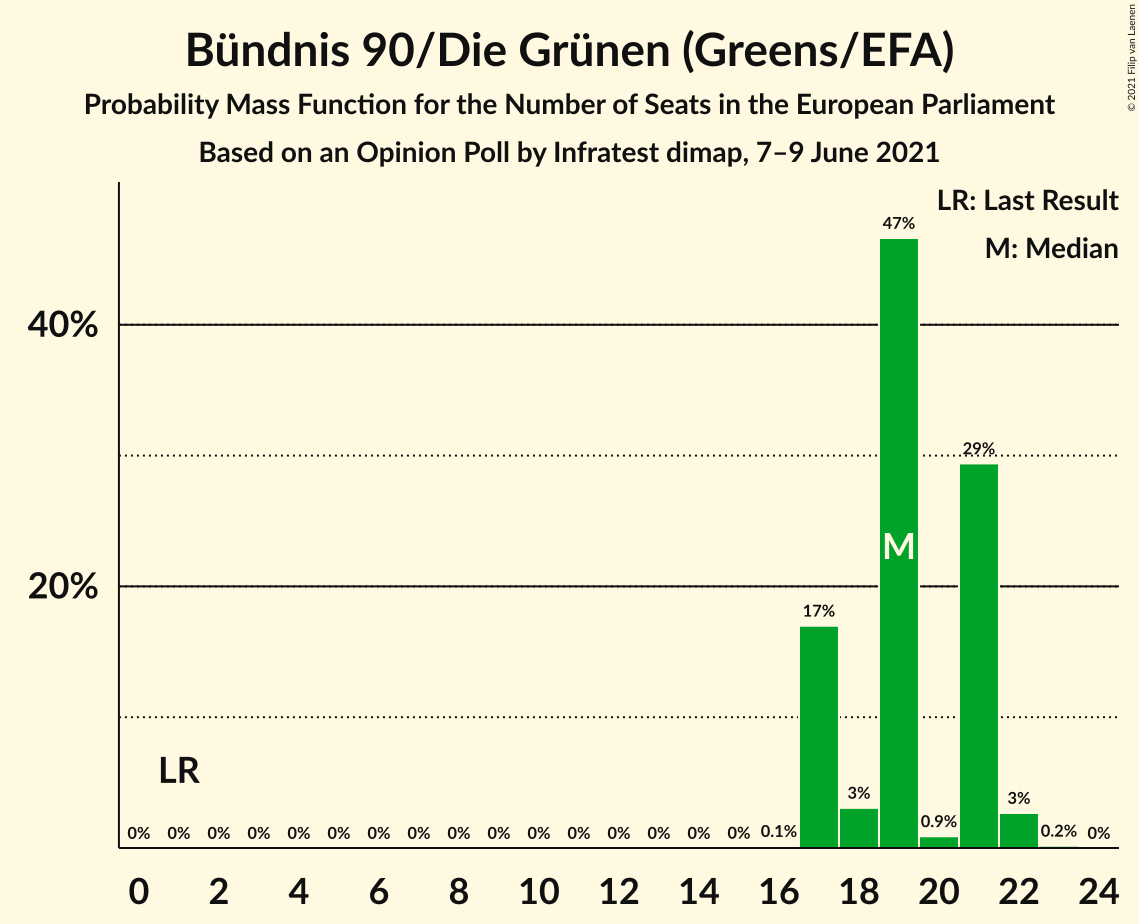 Bündnis 90/Die Grünen (Greens/EFA)
Probability Mass Function for the Number of Seats in the European Parliament
Based on an Opinion Poll by Infratest dimap, 7–9 June 2021
© 2021 Filip van Laenen
LR: Last Result
M: Median
47%
40%
29%
M
20%
17%
LR
0% 0% 0% 0% 0% 0% 0% 0% 0% 0% 0% 0% 0% 0% 0% 0% 0.1% 3% 0.9% 3% 0.2% 0%
0 2 4 6 8 10 12 14 16 18 20 22 24